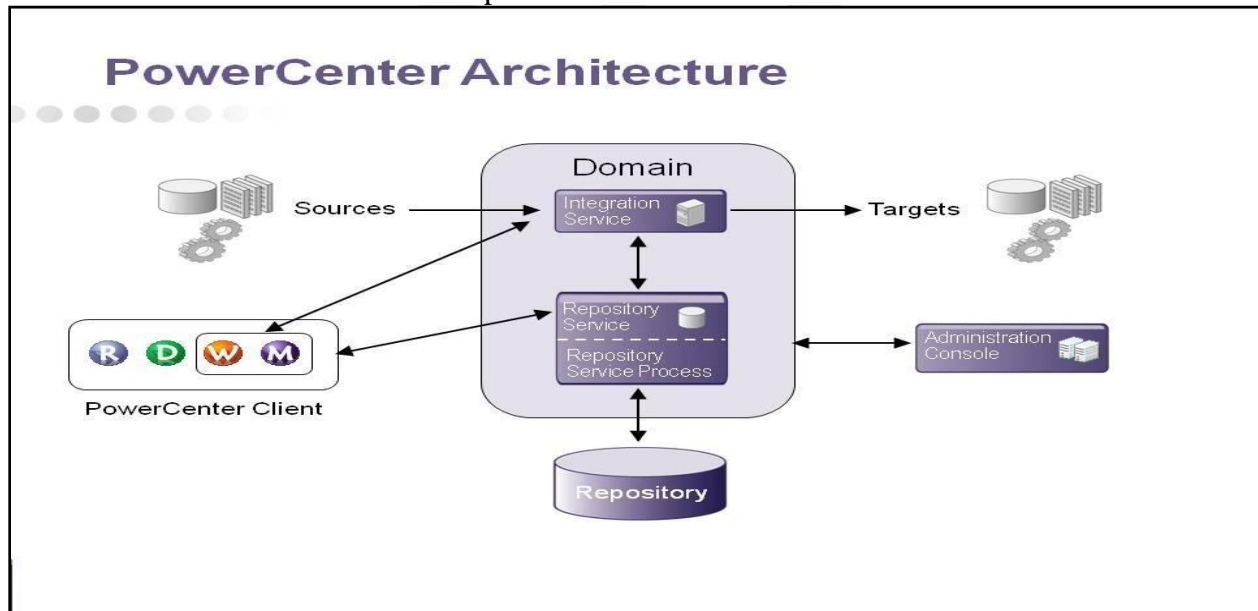 PowerCenter Architecture
Domain
Sources
Integration
Service
Targets
Repository
Service
Repository
Service Process
Administration
Console
R D W M
PowerCenter Client
Repository